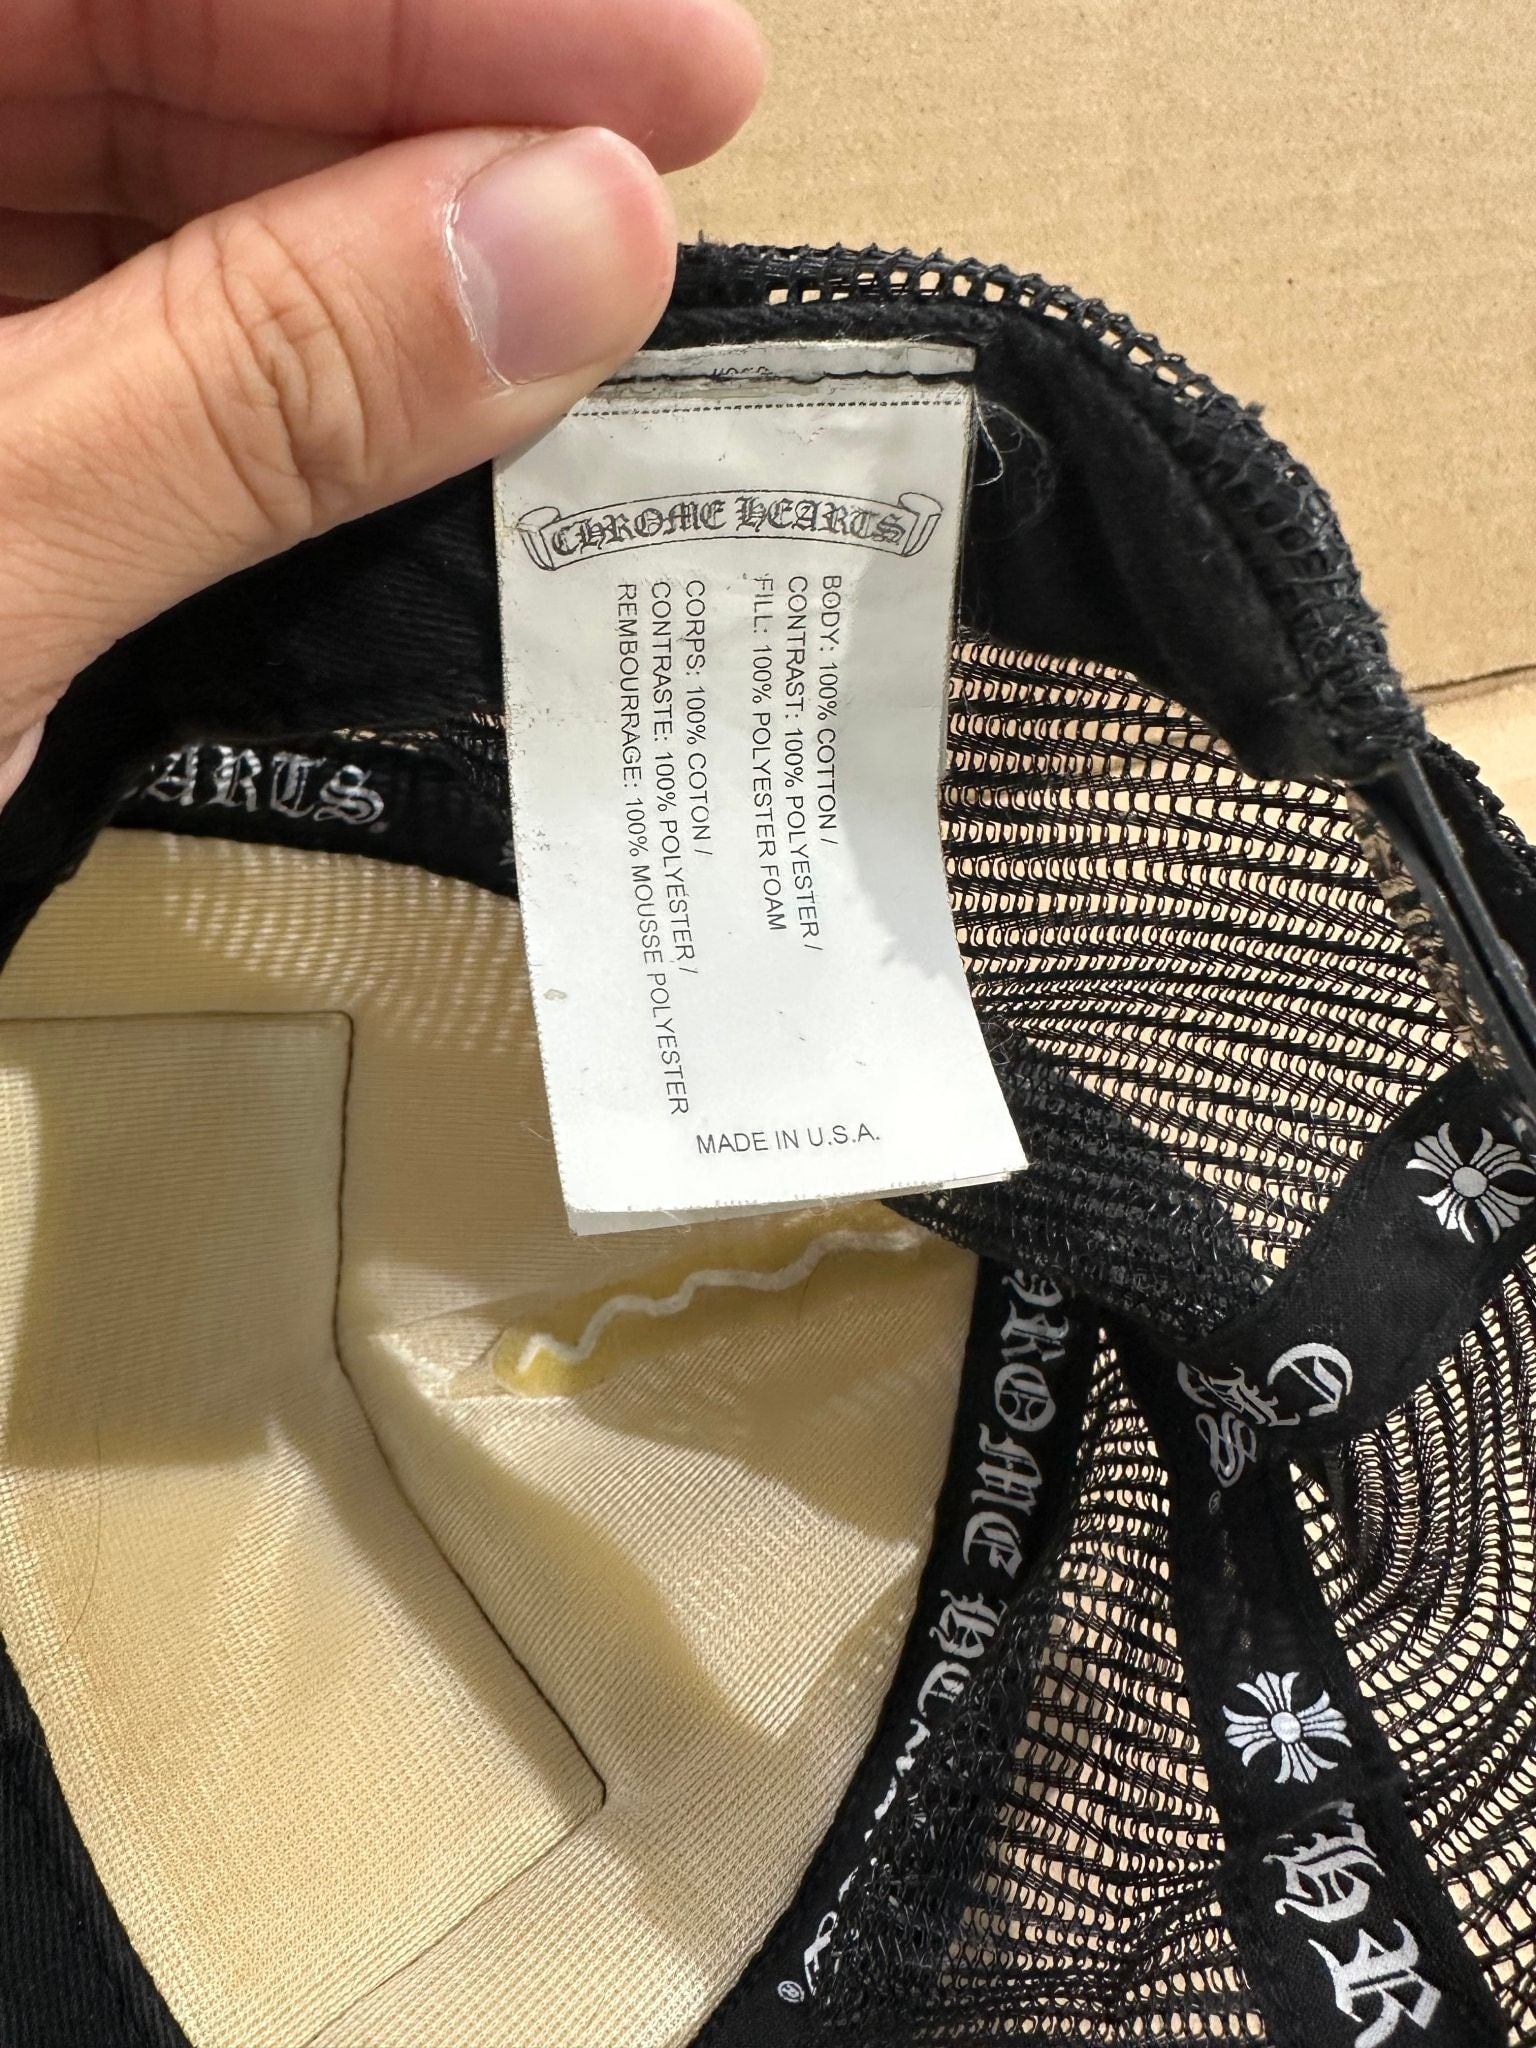 CHROME HEARTS
BODY: 100% COTTON /
CONTRAST: 100% POLYESTER /
FILL: 100% POLYESTER FOAM
CORPS: 100% COTON /
CONTRASTE: 100% POLYESTER /
REMBOURRAGE: 100% MOUSSE POLYESTER
MADE IN U.S.A.
EARTS